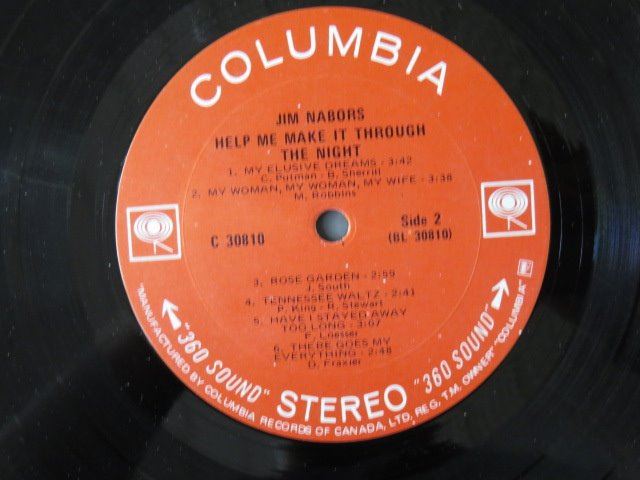 COLUMBIA
JIM NABORS
HELP ME MAKE IT THROUGH
THE NIGHT
1. MY ELUSIVE DREAMS - 3:42
C. Putman - B. Sherrill
2. MY WOMAN, MY WOMAN, MY WIFE - 3:38
M. Robbins
C 30810
Side 2
(BL 30810)
3. ROSE GARDEN - 2:59
J. South
4. TENNESSEE WALTZ - 2:41
P. King - R. Stewart
5. HAVE I STAYED AWAY
TOO LONG - 3:07
F. Loesser
6. THERE GOES MY
EVERYTHING - 2:48
D. Frazier
"360 SOUND" STEREO "360 SOUND"
"MANUFACTURED BY COLUMBIA RECORDS OF CANADA, LTD. REG. T.M. OWNER" "COLUMBIA"